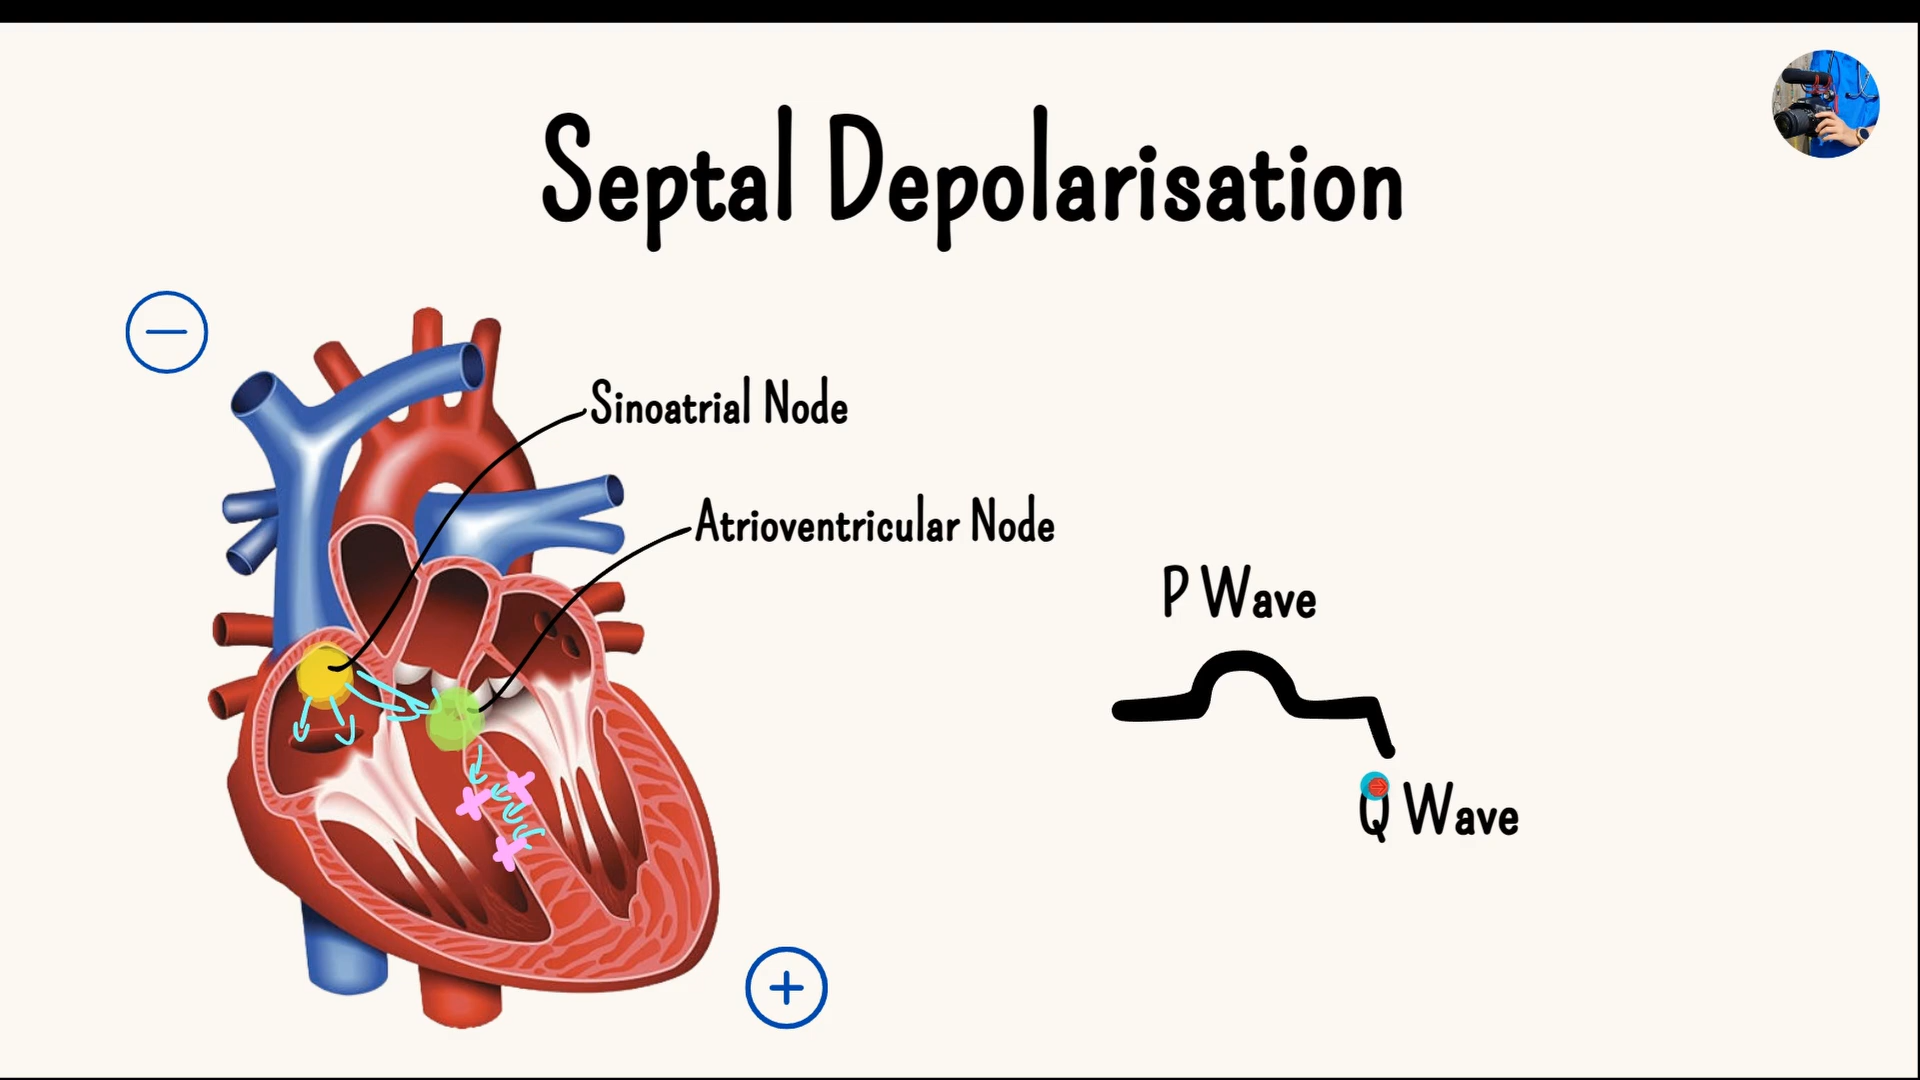 Septal Depolarisation
Sinoatrial Node
Atrioventricular Node
P Wave
Q Wave